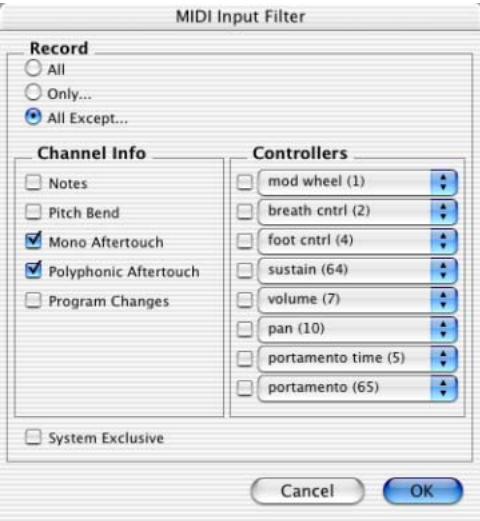 MIDI Input Filter
Record
All
Only...
All Except...
Channel Info
Notes
Pitch Bend
Mono Aftertouch
Polyphonic Aftertouch
Program Changes
Controllers
mod wheel (1)
breath cntrl (2)
foot cntrl (4)
sustain (64)
volume (7)
pan (10)
portamento time (5)
portamento (65)
System Exclusive
Cancel
OK